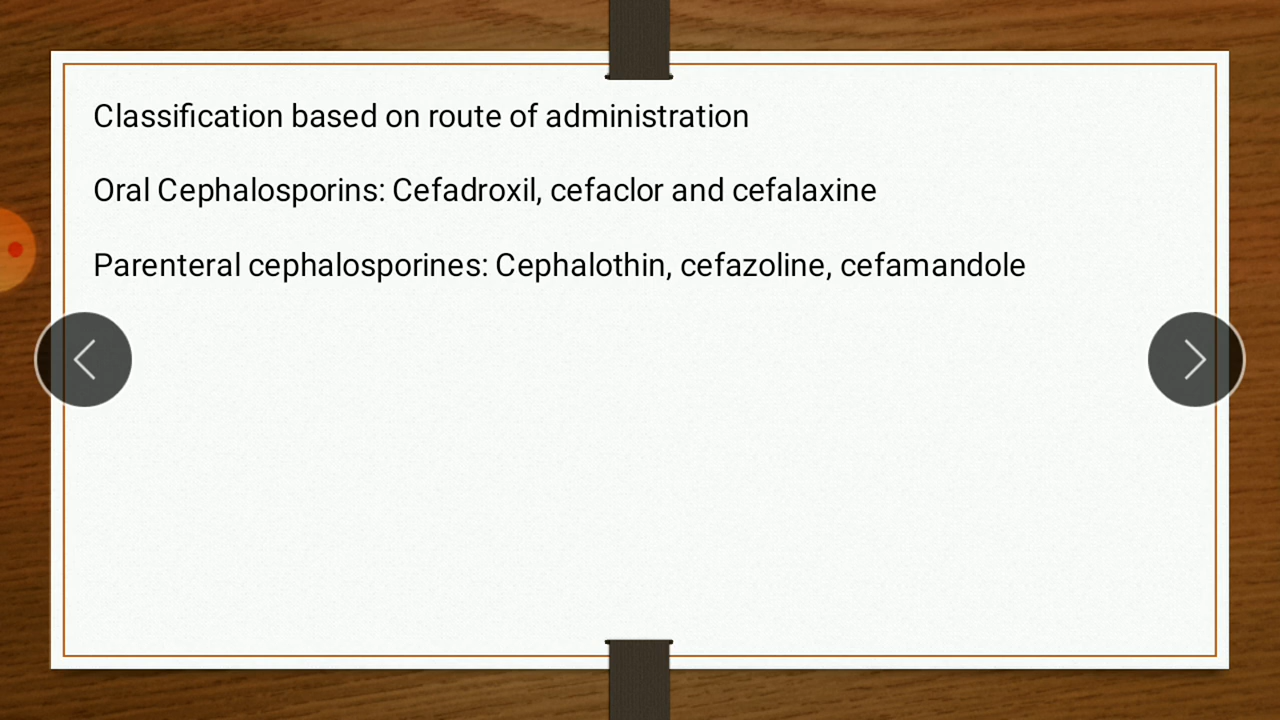 Classification based on route of administration
Oral Cephalosporins: Cefadroxil, cefaclor and cefalaxine
Parenteral cephalosporines: Cephalothin, cefazoline, cefamandole